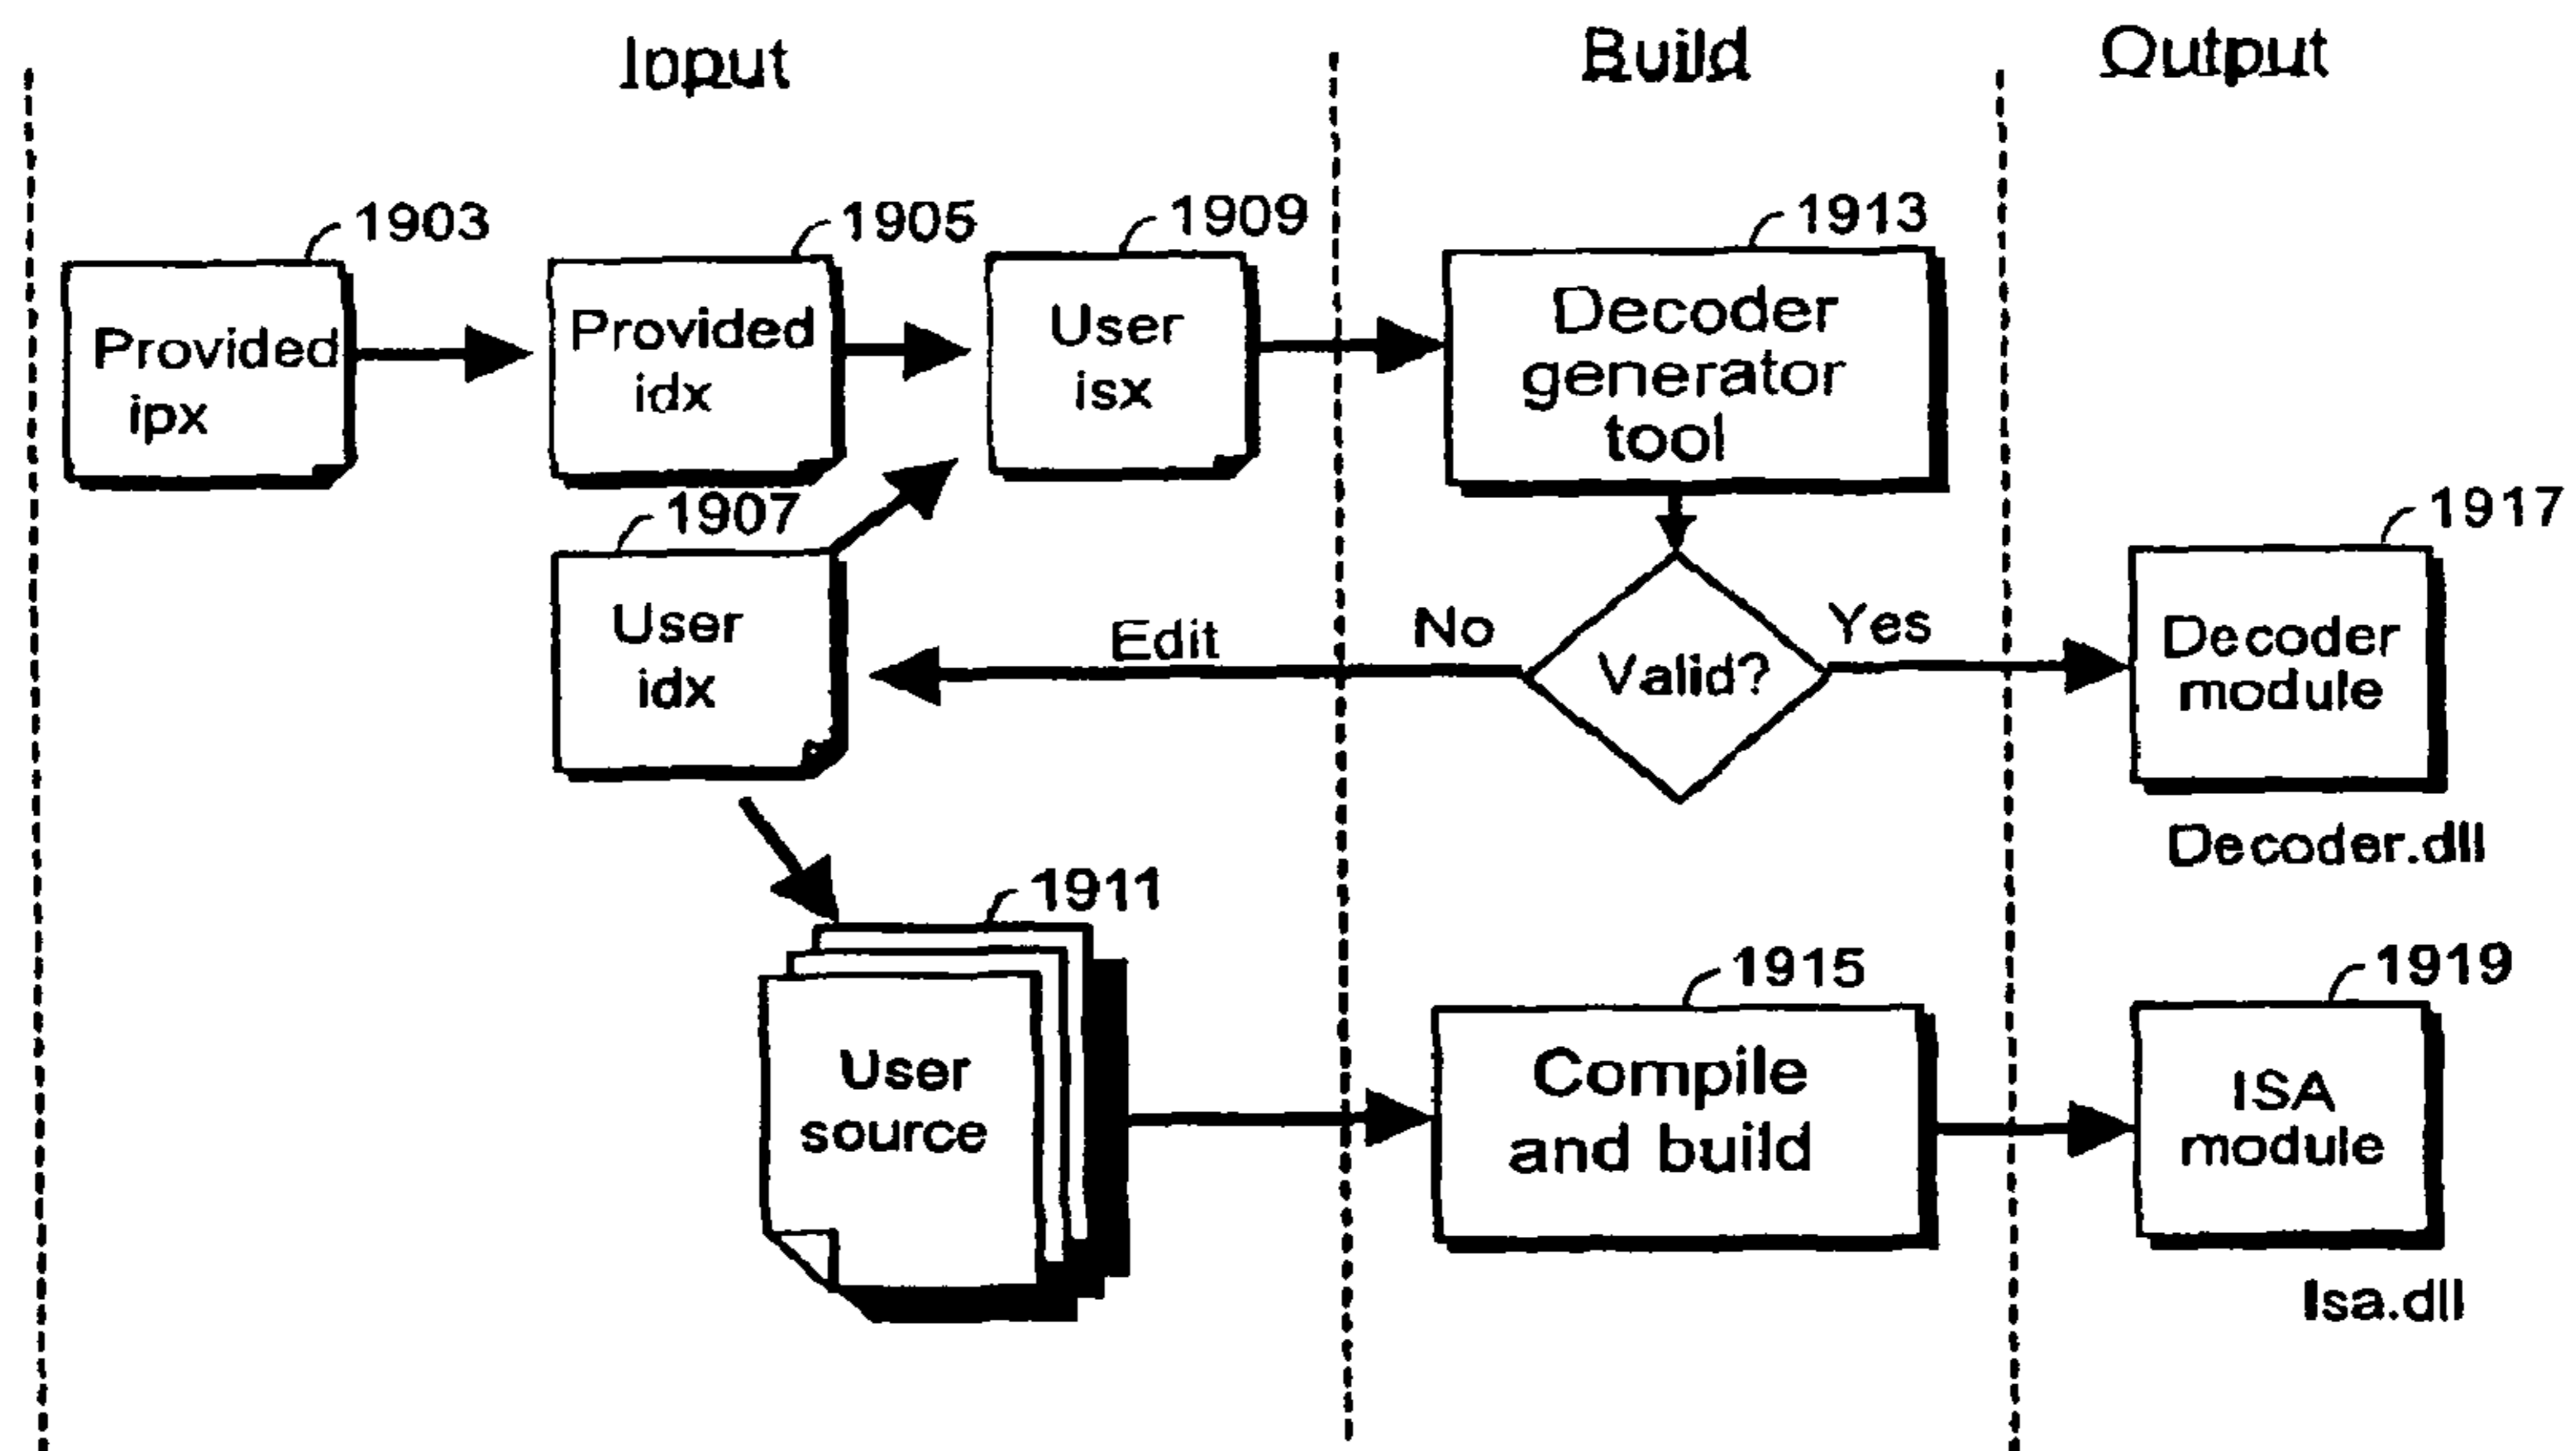 Input
Build
Output
1903
1905
1909
1913
Provided
ipx
Provided
idx
User
isx
Decoder
generator
tool
1907
1917
User
idx
Edit
No
Valid?
Yes
Decoder
module
Decoder.dll
1911
1915
1919
User
source
Compile
and build
ISA
module
Isa.dll